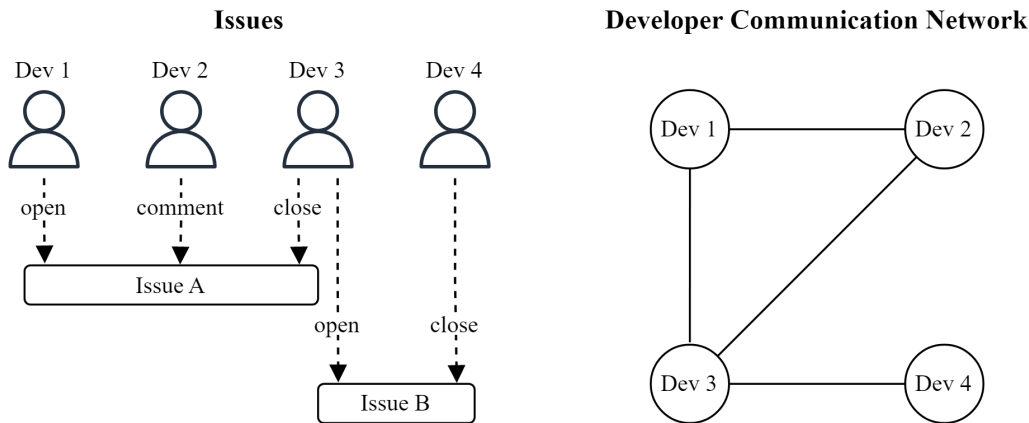 Issues
Dev 1 Dev 2 Dev 3 Dev 4
open comment close
Issue A
open close
Issue B
Developer Communication Network
Dev 1 Dev 2
Dev 3 Dev 4